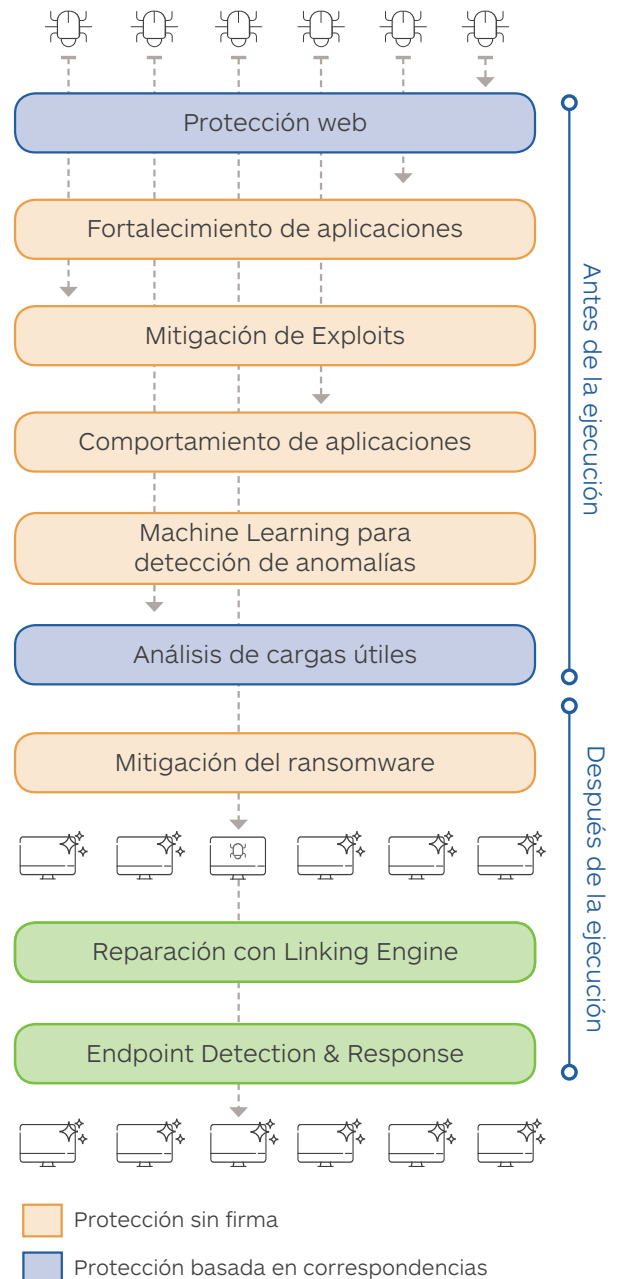 Protección web
Fortalecimiento de aplicaciones
Mitigación de Exploits
Comportamiento de aplicaciones
Machine Learning para
detección de anomalías
Análisis de cargas útiles
Antes de la ejecución
Mitigación del ransomware
Reparación con Linking Engine
Endpoint Detection & Response
Después de la ejecución
Protección sin firma
Protección basada en correspondencias